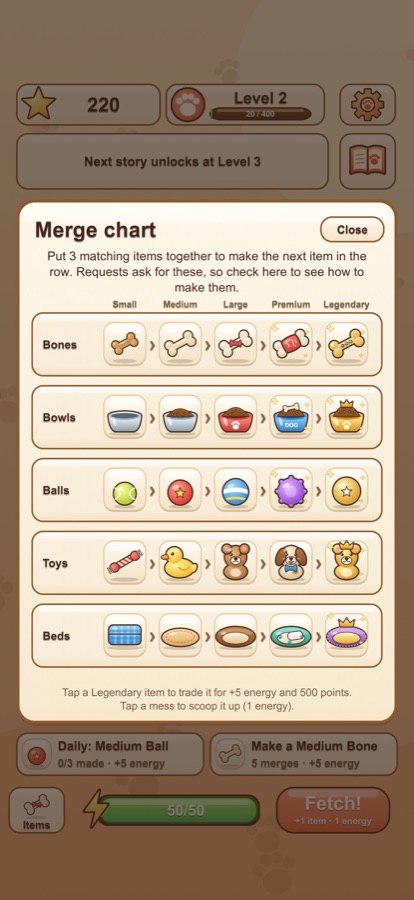 220
Level 2
20 / 400
Next story unlocks at Level 3
Merge chart
Close
Put 3 matching items together to make the next item in the
row. Requests ask for these, so check here to see how to
make them.
Small Medium Large Premium Legendary
Bones
Bowls
DOG
Balls
Toys
Beds
Tap a Legendary item to trade it for +5 energy and 500 points.
Tap a mess to scoop it up (1 energy).
Daily: Medium Ball
0/3 made · +5 energy
Make a Medium Bone
5 merges · +5 energy
Items
50/50
Fetch!
+1 item · 1 energy